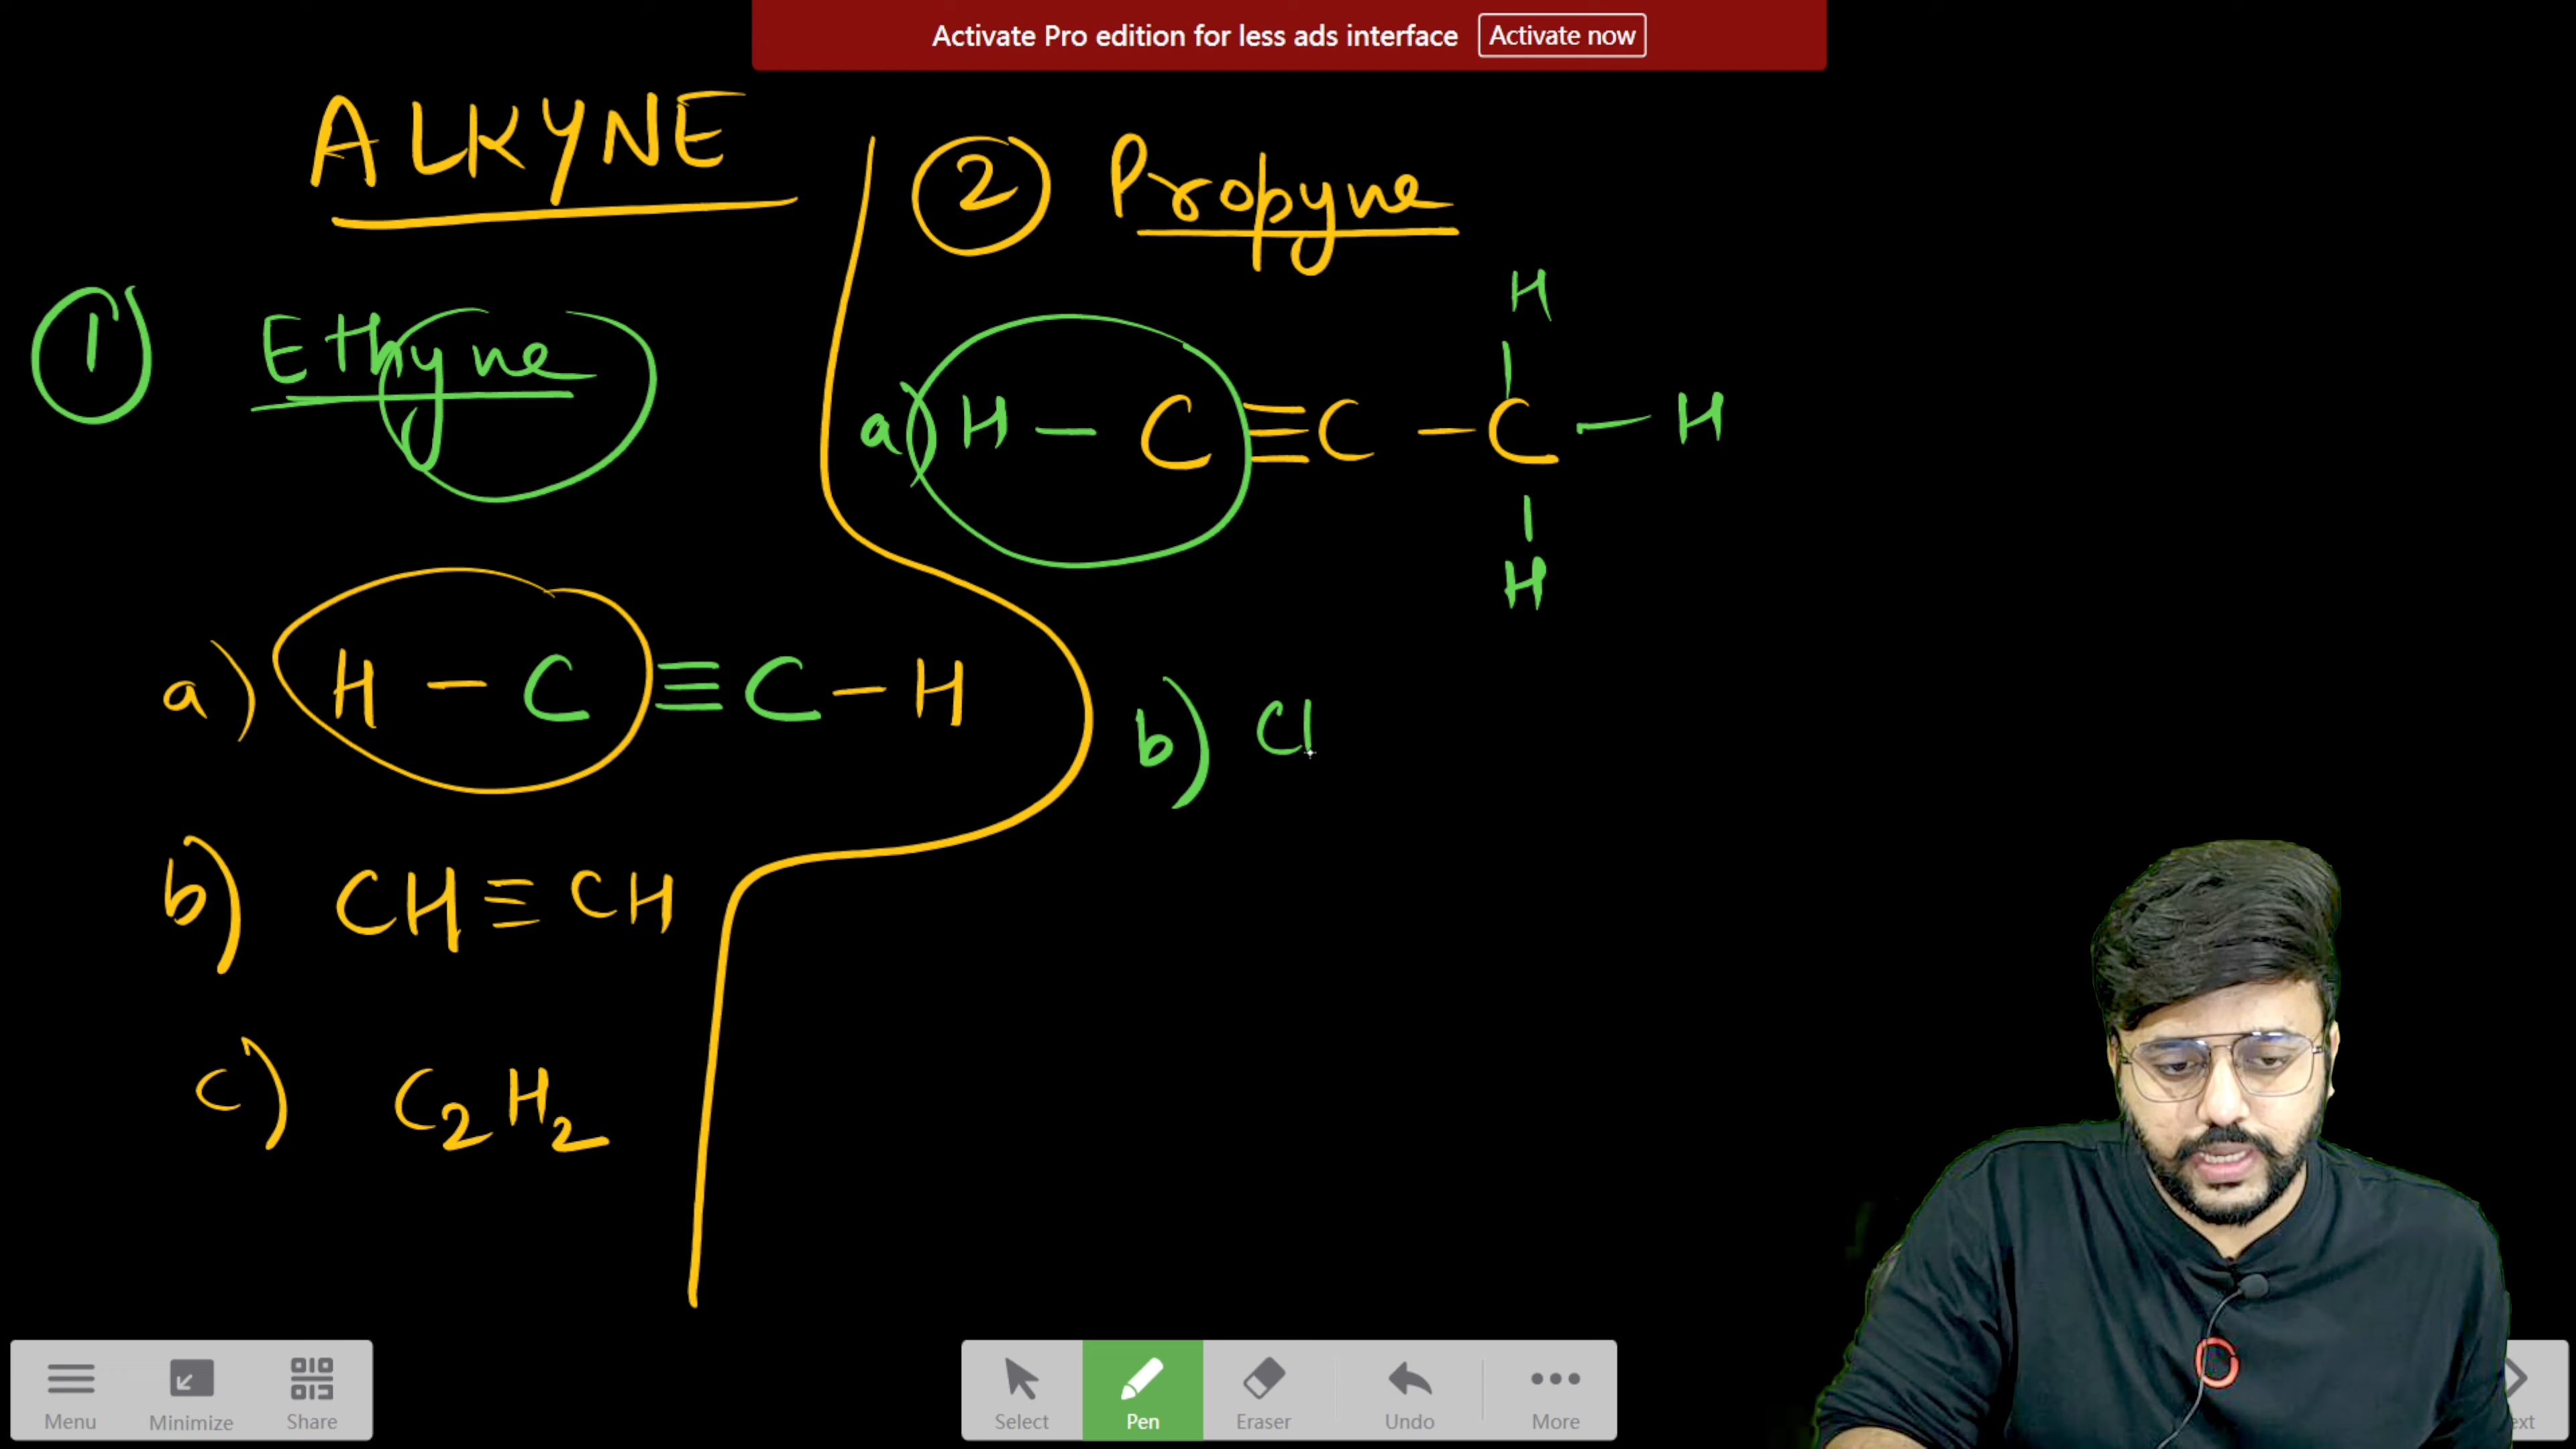 Activate Pro edition for less ads interface Activate now
ALKYNE
1 Ethyne
a) H – C ≡ C – H
b) CH ≡ CH
c) C₂H₂
2 Propyne
H
|
a) H – C ≡ C – C – H
|
H
b) Cl
Menu Minimize Share Select Pen Eraser Undo More ext